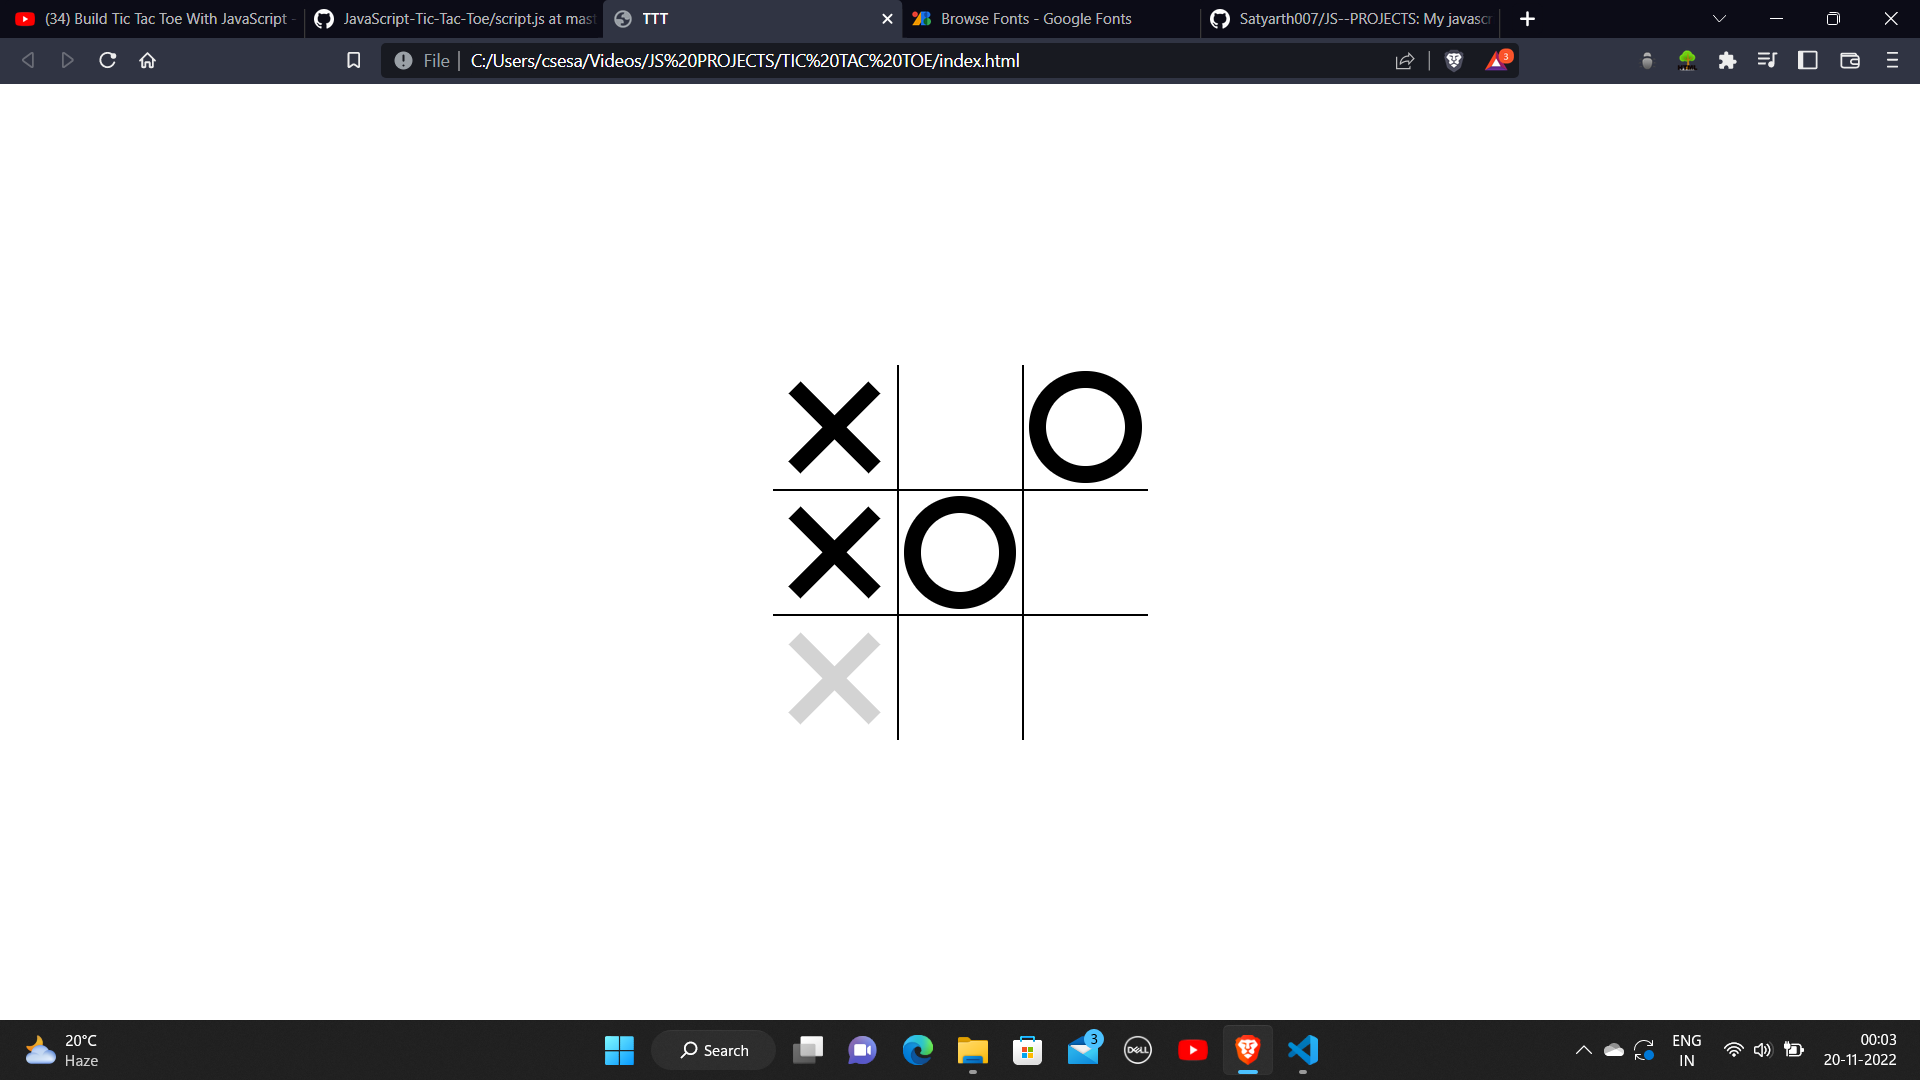 (34) Build Tic Tac Toe With JavaScript -
JavaScript-Tic-Tac-Toe/script.js at mast
TTT
Browse Fonts - Google Fonts
Satyarth007/JS--PROJECTS: My javascr
File
C:/Users/csesa/Videos/JS%20PROJECTS/TIC%20TAC%20TOE/index.html
3
20°C
Haze
Search
3
DELL
ENG
IN
00:03
20-11-2022